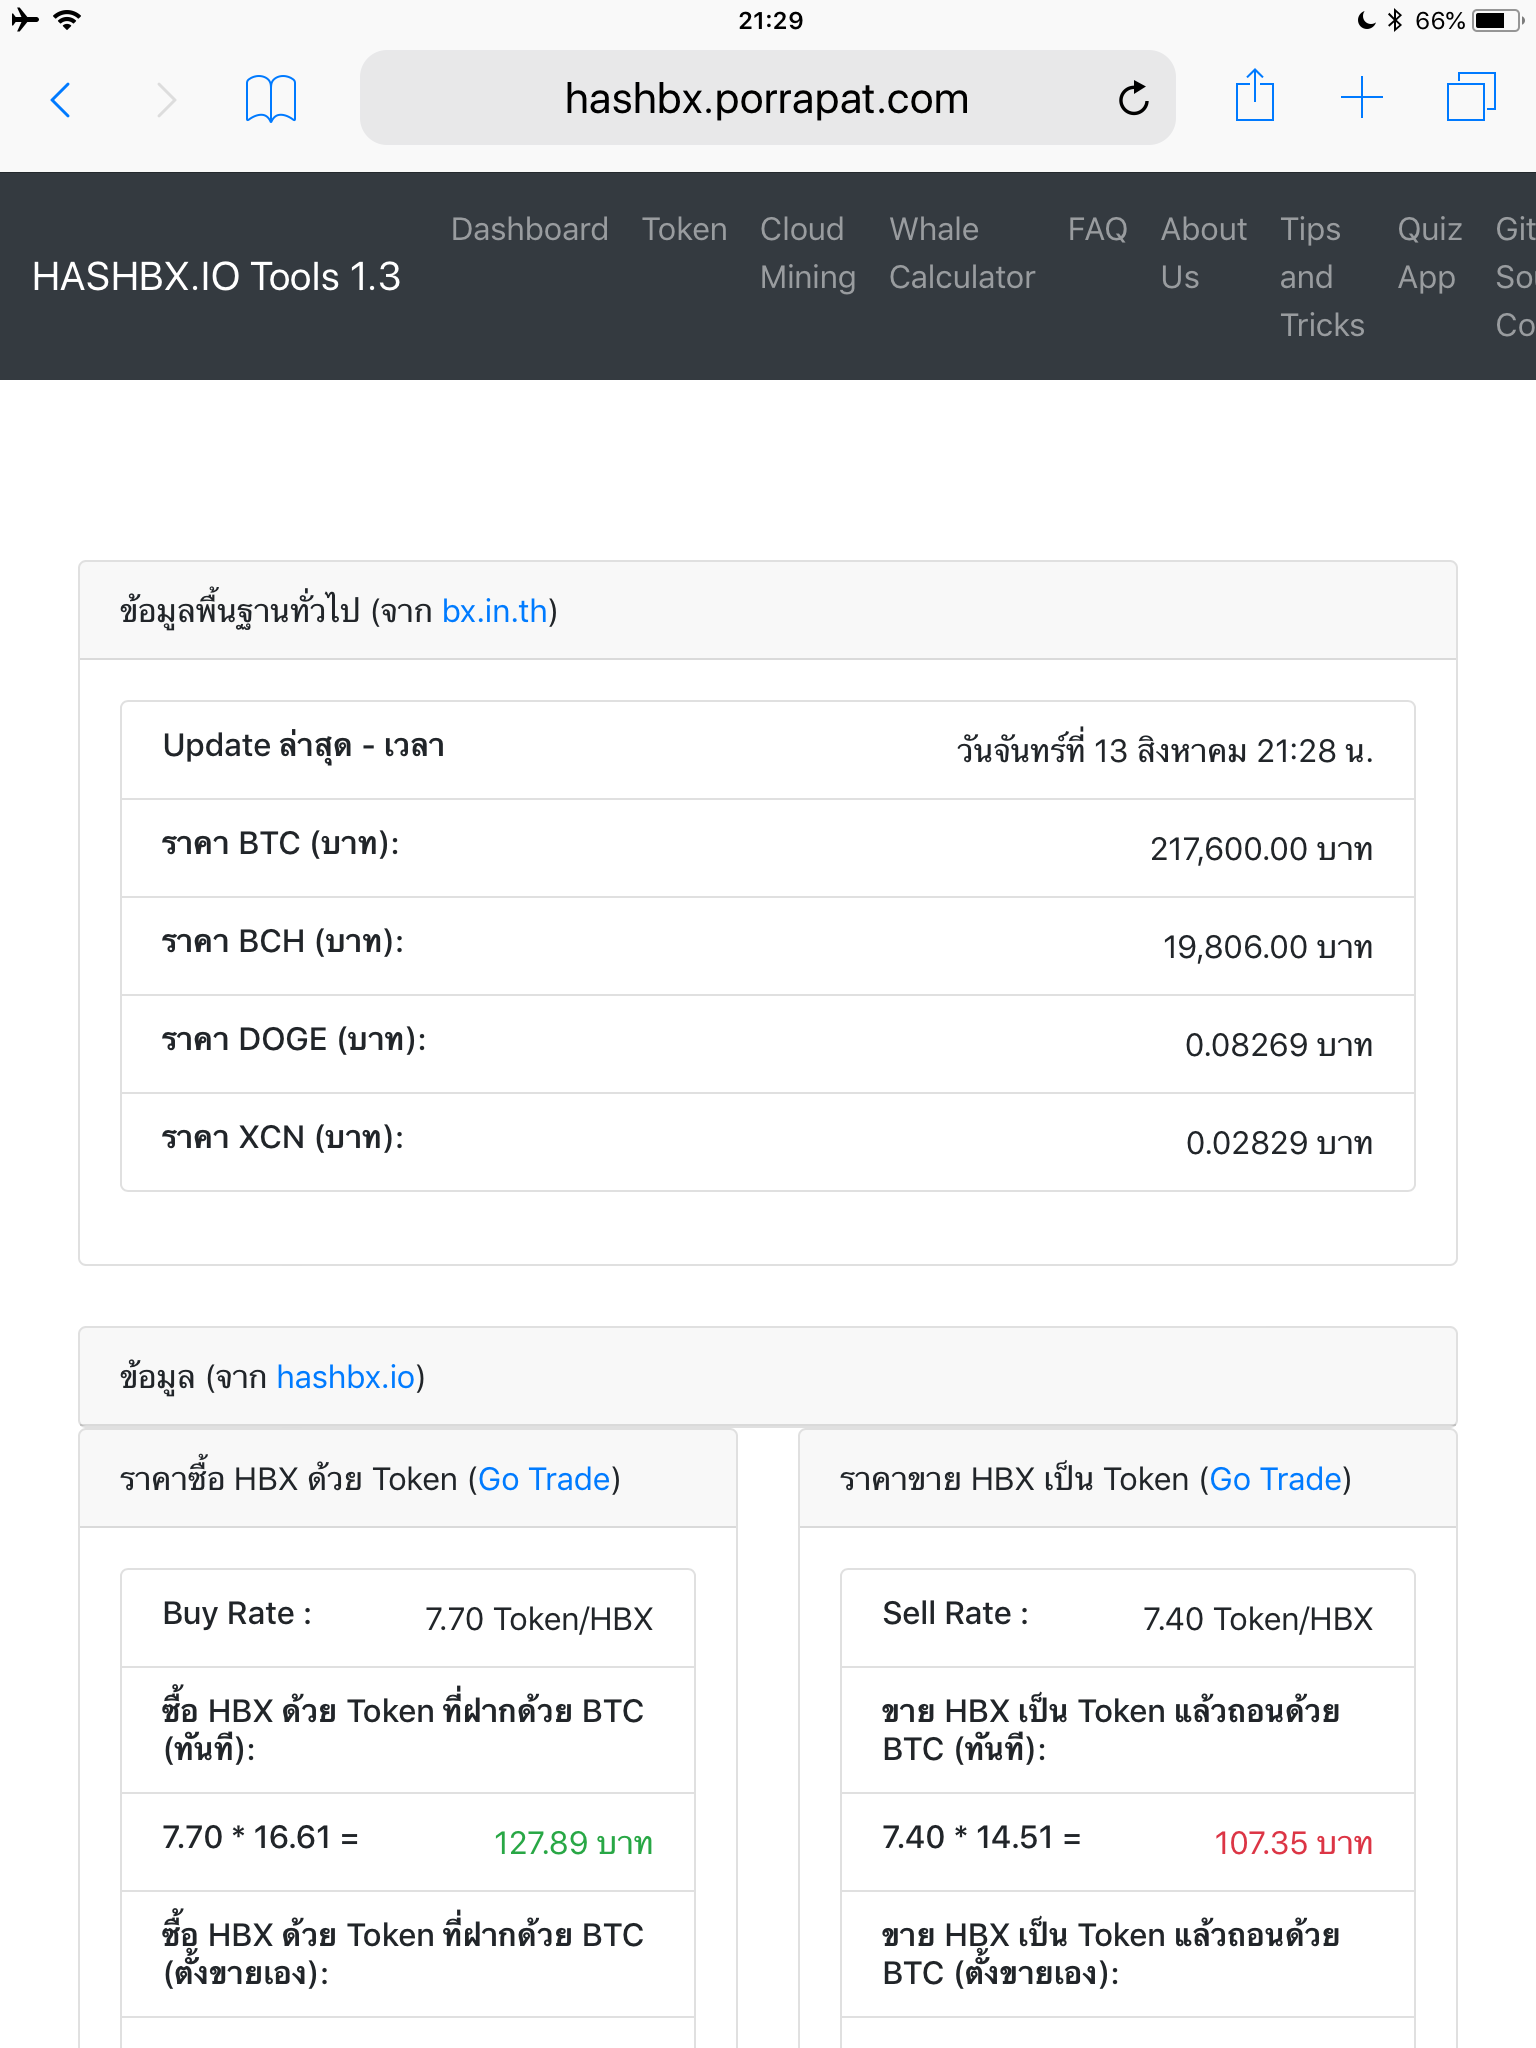 21:29
66%
hashbx.porrapat.com
HASHBX.IO Tools 1.3
Dashboard
Token
Cloud
Mining
Whale
Calculator
FAQ
About
Us
Tips
and
Tricks
Quiz
App
Git
Sou
Co
ข้อมูลพื้นฐานทั่วไป (จาก bx.in.th)
Update ล่าสุด - เวลา วันจันทร์ที่ 13 สิงหาคม 21:28 น.
ราคา BTC (บาท): 217,600.00 บาท
ราคา BCH (บาท): 19,806.00 บาท
ราคา DOGE (บาท): 0.08269 บาท
ราคา XCN (บาท): 0.02829 บาท
ข้อมูล (จาก hashbx.io)
ราคาซื้อ HBX ด้วย Token (Go Trade)
Buy Rate : 7.70 Token/HBX
ซื้อ HBX ด้วย Token ที่ฝากด้วย BTC
(ทันที):
7.70 * 16.61 = 127.89 บาท
ซื้อ HBX ด้วย Token ที่ฝากด้วย BTC
(ตั้งขายเอง):
ราคาขาย HBX เป็น Token (Go Trade)
Sell Rate : 7.40 Token/HBX
ขาย HBX เป็น Token แล้วถอนด้วย
BTC (ทันที):
7.40 * 14.51 = 107.35 บาท
ขาย HBX เป็น Token แล้วถอนด้วย
BTC (ตั้งขายเอง):